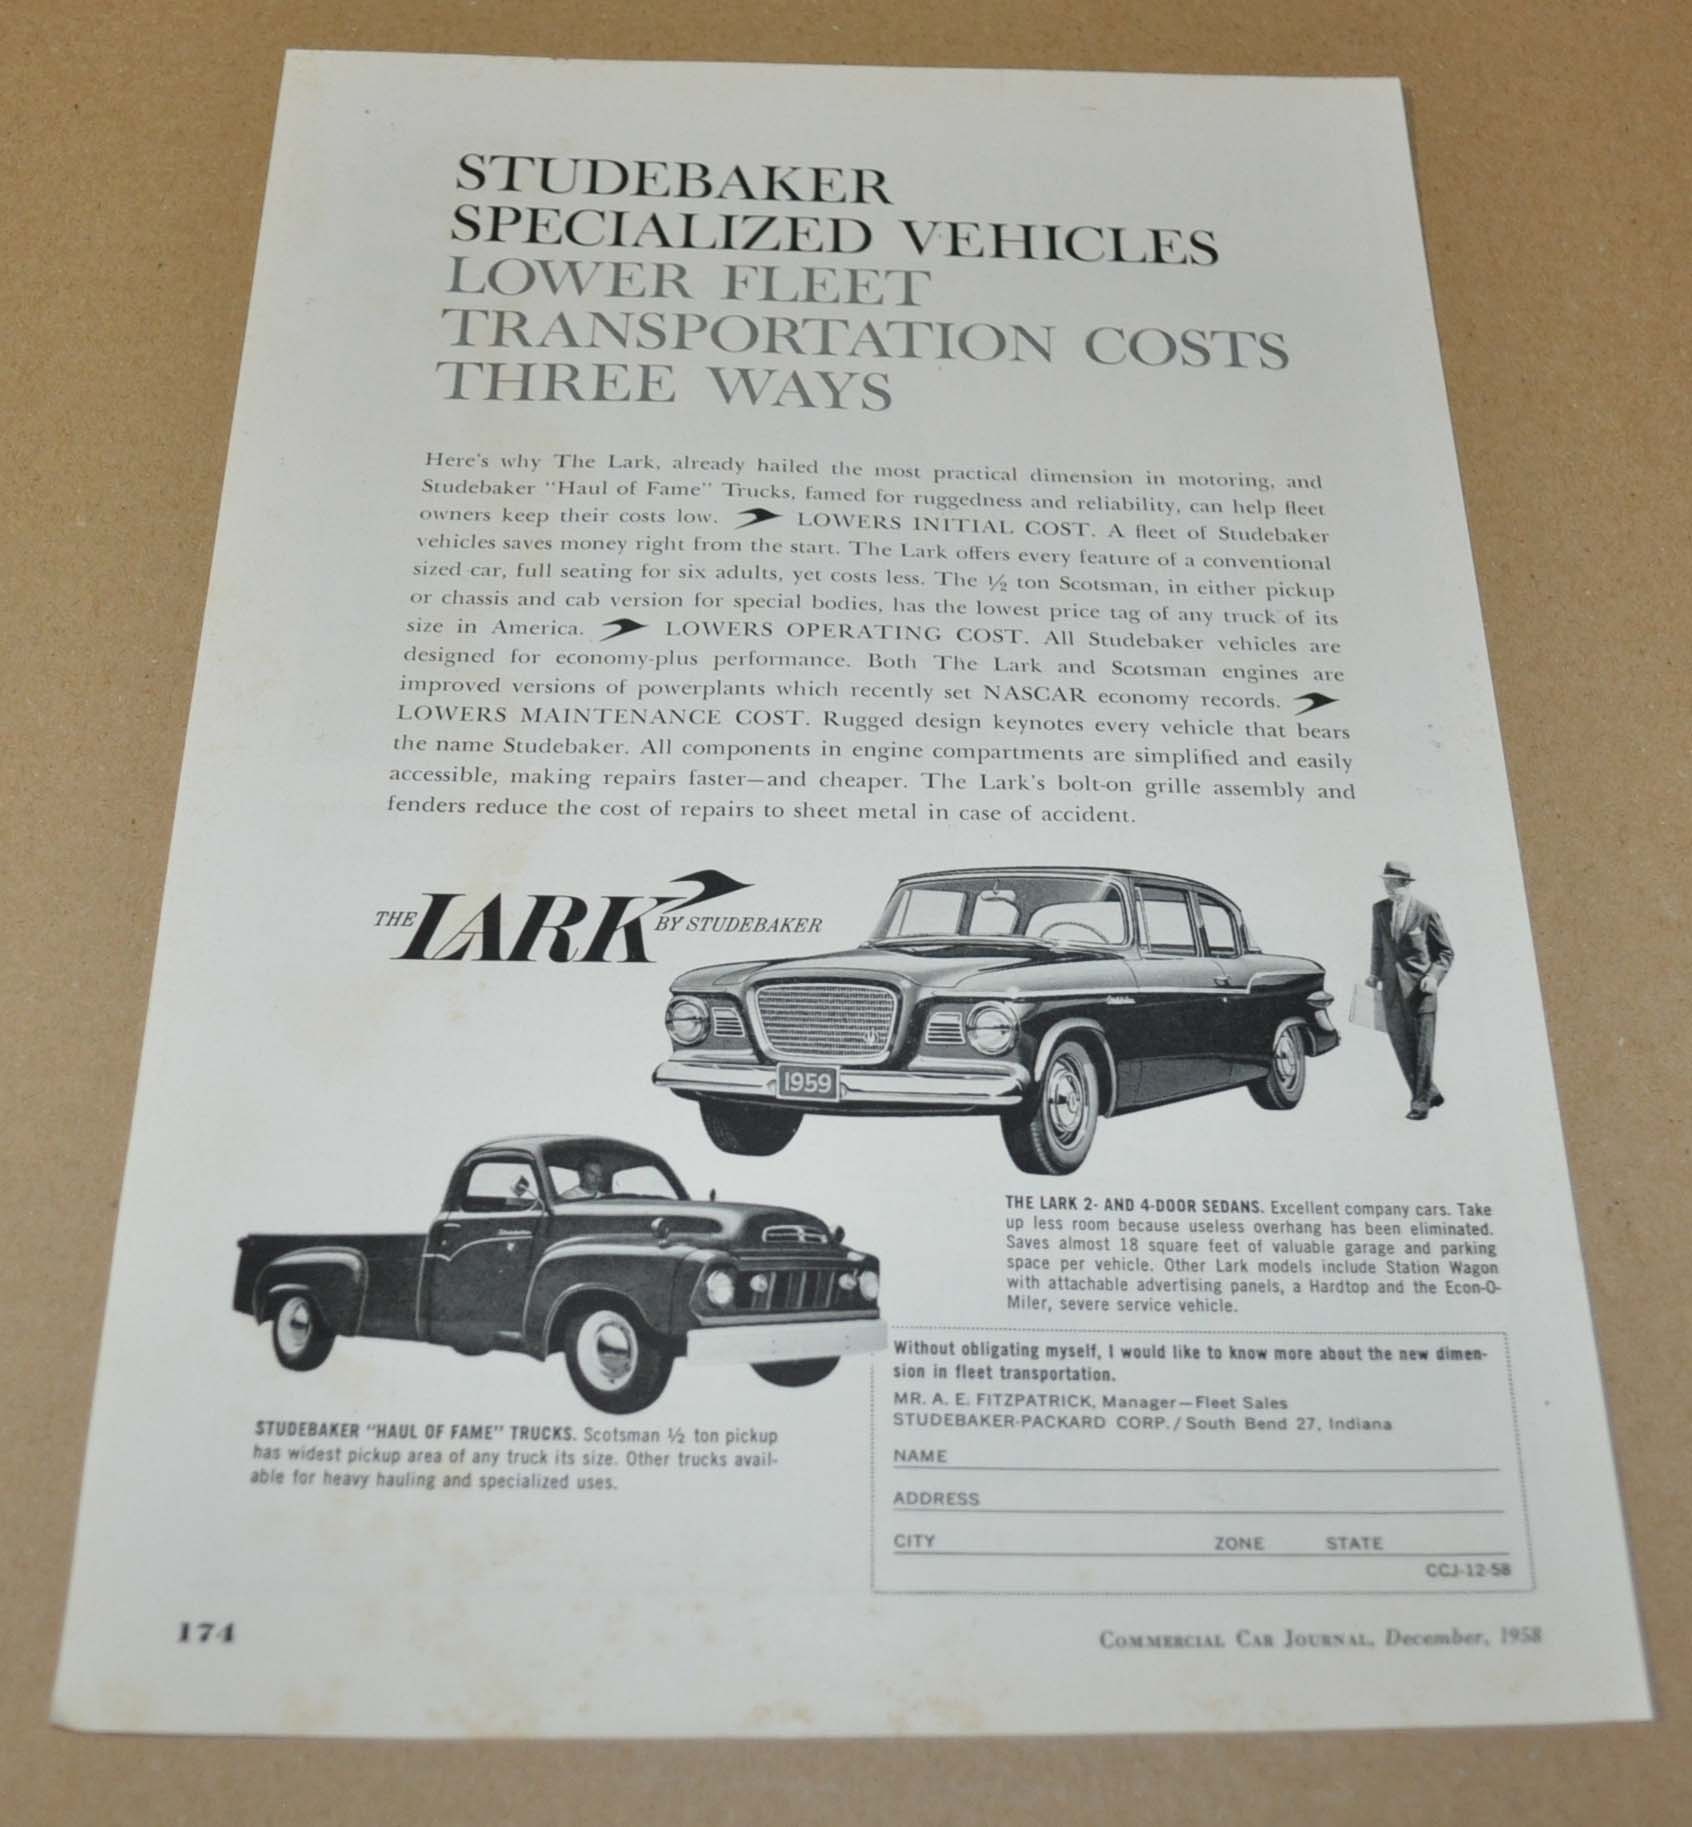 STUDEBAKER
SPECIALIZED VEHICLES
LOWER FLEET
TRANSPORTATION COSTS
THREE WAYS
Here's why The Lark, already hailed the most practical dimension in motoring, and
Studebaker "Haul of Fame" Trucks, famed for ruggedness and reliability, can help fleet
owners keep their costs low. LOWERS INITIAL COST. A fleet of Studebaker
vehicles saves money right from the start. The Lark offers every feature of a conventional
sized car, full seating for six adults, yet costs less. The ½ ton Scotsman, in either pickup
or chassis and cab version for special bodies, has the lowest price tag of any truck of its
size in America. LOWERS OPERATING COST. All Studebaker vehicles are
designed for economy-plus performance. Both The Lark and Scotsman engines are
improved versions of powerplants which recently set NASCAR economy records.
LOWERS MAINTENANCE COST. Rugged design keynotes every vehicle that bears
the name Studebaker. All components in engine compartments are simplified and easily
accessible, making repairs faster—and cheaper. The Lark's bolt-on grille assembly and
fenders reduce the cost of repairs to sheet metal in case of accident.
THE LARK BY STUDEBAKER
Studebaker
1959
THE LARK 2- AND 4-DOOR SEDANS. Excellent company cars. Take
up less room because useless overhang has been eliminated.
Saves almost 18 square feet of valuable garage and parking
space per vehicle. Other Lark models include Station Wagon
with attachable advertising panels, a Hardtop and the Econ-O-
Miler, severe service vehicle.
STUDEBAKER "HAUL OF FAME" TRUCKS. Scotsman ½ ton pickup
has widest pickup area of any truck its size. Other trucks avail-
able for heavy hauling and specialized uses.
Without obligating myself, I would like to know more about the new dimen-
sion in fleet transportation.
MR. A. E. FITZPATRICK, Manager—Fleet Sales
STUDEBAKER-PACKARD CORP./South Bend 27, Indiana
NAME
ADDRESS
CITY ZONE STATE
CCJ-12-58
174
COMMERCIAL CAR JOURNAL, December, 1958